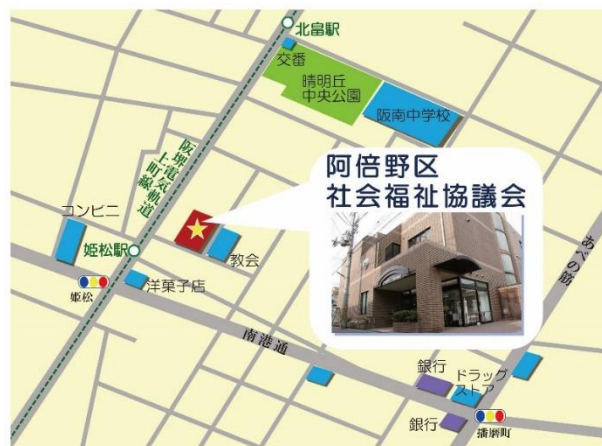 北畠駅
交番
晴明丘
中央公園
阪南中学校
阪堺電気軌道
上町線
阿倍野区
社会福祉協議会
コンビニ
姫松駅
教会
あべの筋
姫松
洋菓子店
南港通
銀行
ドラッグ
ストア
銀行
播磨町